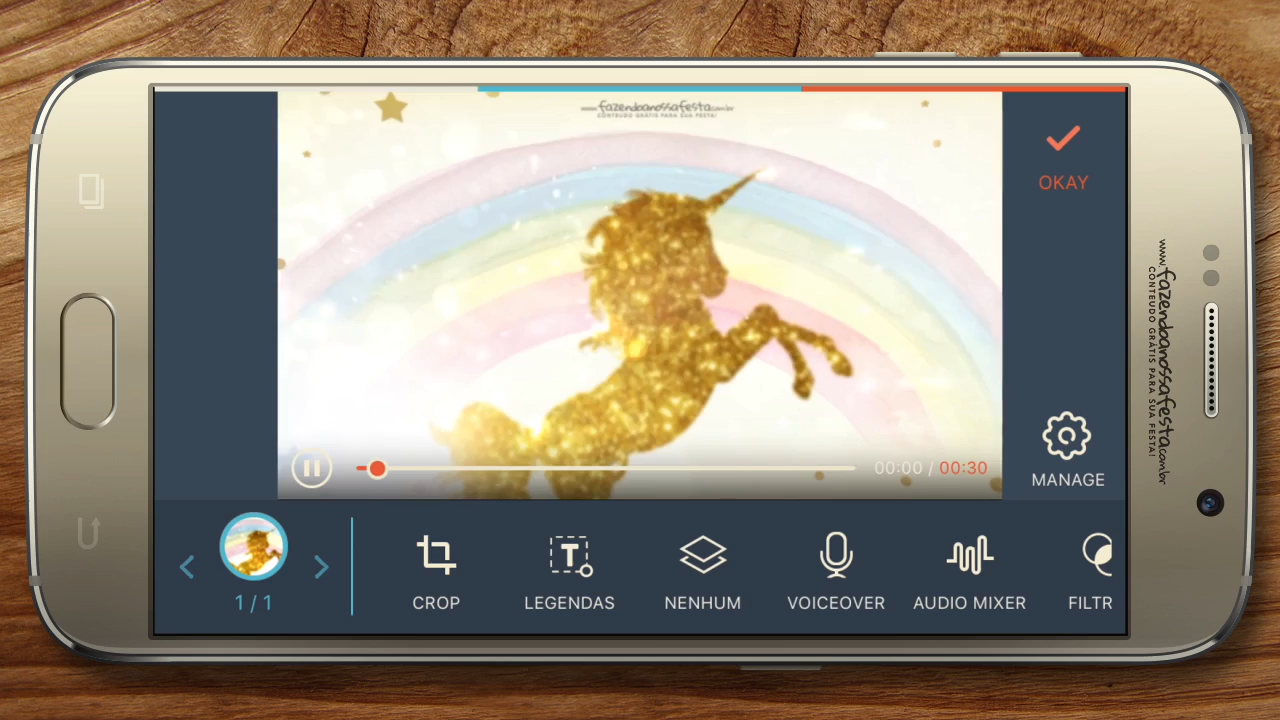 www.fazendoanossafesta.com.br
CONTEÚDO GRÁTIS PARA SUA FESTA!
OKAY
00:00 / 00:30
MANAGE
1 / 1
CROP
LEGENDAS
NENHUM
VOICEOVER
AUDIO MIXER
FILTR
www.fazendoanossafesta.com.br
CONTEÚDO GRÁTIS PARA SUA FESTA!